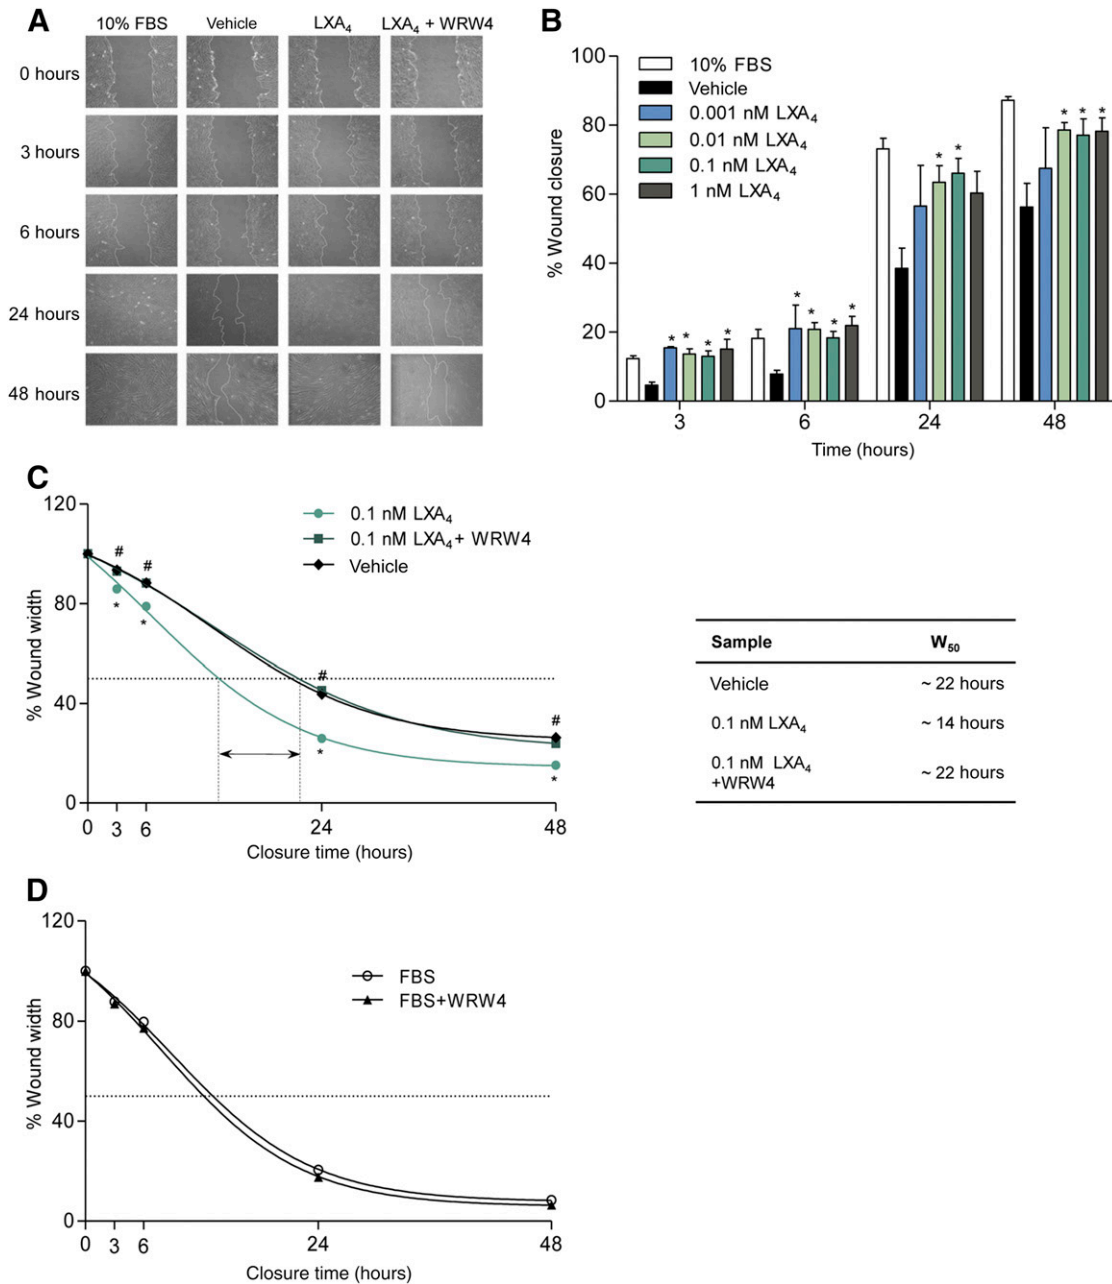 A
10% FBS Vehicle LXA₄ LXA₄ + WRW4
0 hours
3 hours
6 hours
24 hours
48 hours
B
% Wound closure
100
80
60
40
20
0
10% FBS
Vehicle
0.001 nM LXA₄
0.01 nM LXA₄
0.1 nM LXA₄
1 nM LXA₄
* * * *
* * * *
* *
* * *
3 6 24 48
Time (hours)
C
% Wound width
120
80
40
0
0.1 nM LXA₄
0.1 nM LXA₄+ WRW4
Vehicle
# # # #
* * * *
0 3 6 24 48
Closure time (hours)
Sample W₅₀
Vehicle ~ 22 hours
0.1 nM LXA₄ ~ 14 hours
0.1 nM LXA₄
+WRW4 ~ 22 hours
D
% Wound width
120
80
40
0
FBS
FBS+WRW4
0 3 6 24 48
Closure time (hours)